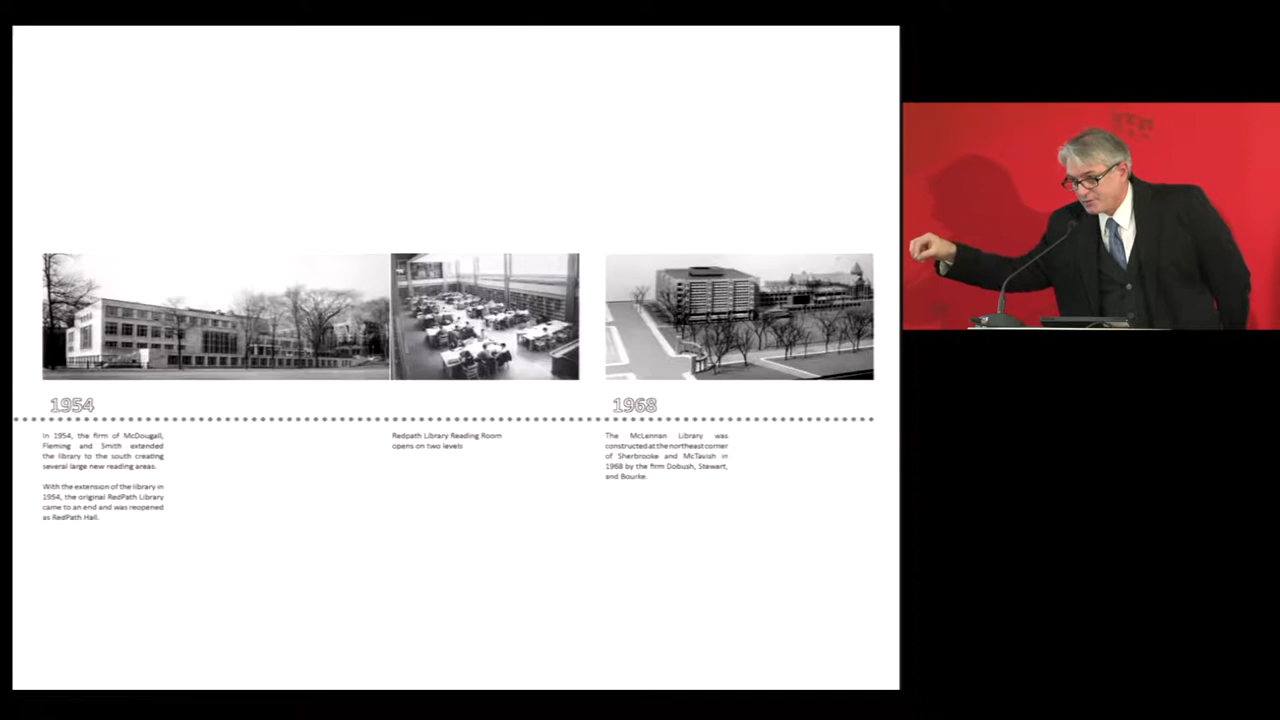 1954
In 1954, the firm of McDougall,
Fleming and Smith extended
the library to the south creating
several large new reading areas.
With the extension of the library in
1954, the original RedPath Library
came to an end and was reopened
as RedPath Hall.
Redpath Library Reading Room
opens on two levels
1968
The McLennan Library was
constructed at the northeast corner
of Sherbrooke and McTavish in
1968 by the firm Dobush, Stewart,
and Bourke.